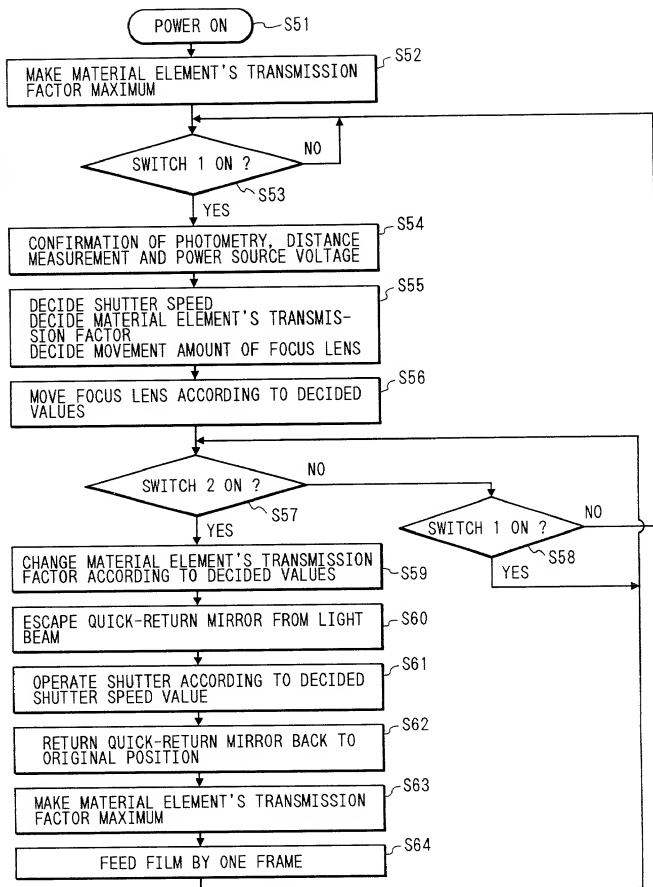 POWER ON
S51
MAKE MATERIAL ELEMENT'S TRANSMISSION
FACTOR MAXIMUM
S52
SWITCH 1 ON ?
NO
S53
YES
CONFIRMATION OF PHOTOMETRY, DISTANCE
MEASUREMENT AND POWER SOURCE VOLTAGE
S54
DECIDE SHUTTER SPEED
DECIDE MATERIAL ELEMENT'S TRANSMIS-
SION FACTOR
DECIDE MOVEMENT AMOUNT OF FOCUS LENS
S55
MOVE FOCUS LENS ACCORDING TO DECIDED
VALUES
S56
SWITCH 2 ON ?
NO
S57
YES
SWITCH 1 ON ?
NO
S58
YES
CHANGE MATERIAL ELEMENT'S TRANSMISSION
FACTOR ACCORDING TO DECIDED VALUES
S59
ESCAPE QUICK-RETURN MIRROR FROM LIGHT
BEAM
S60
OPERATE SHUTTER ACCORDING TO DECIDED
SHUTTER SPEED VALUE
S61
RETURN QUICK-RETURN MIRROR BACK TO
ORIGINAL POSITION
S62
MAKE MATERIAL ELEMENT'S TRANSMISSION
FACTOR MAXIMUM
S63
FEED FILM BY ONE FRAME
S64